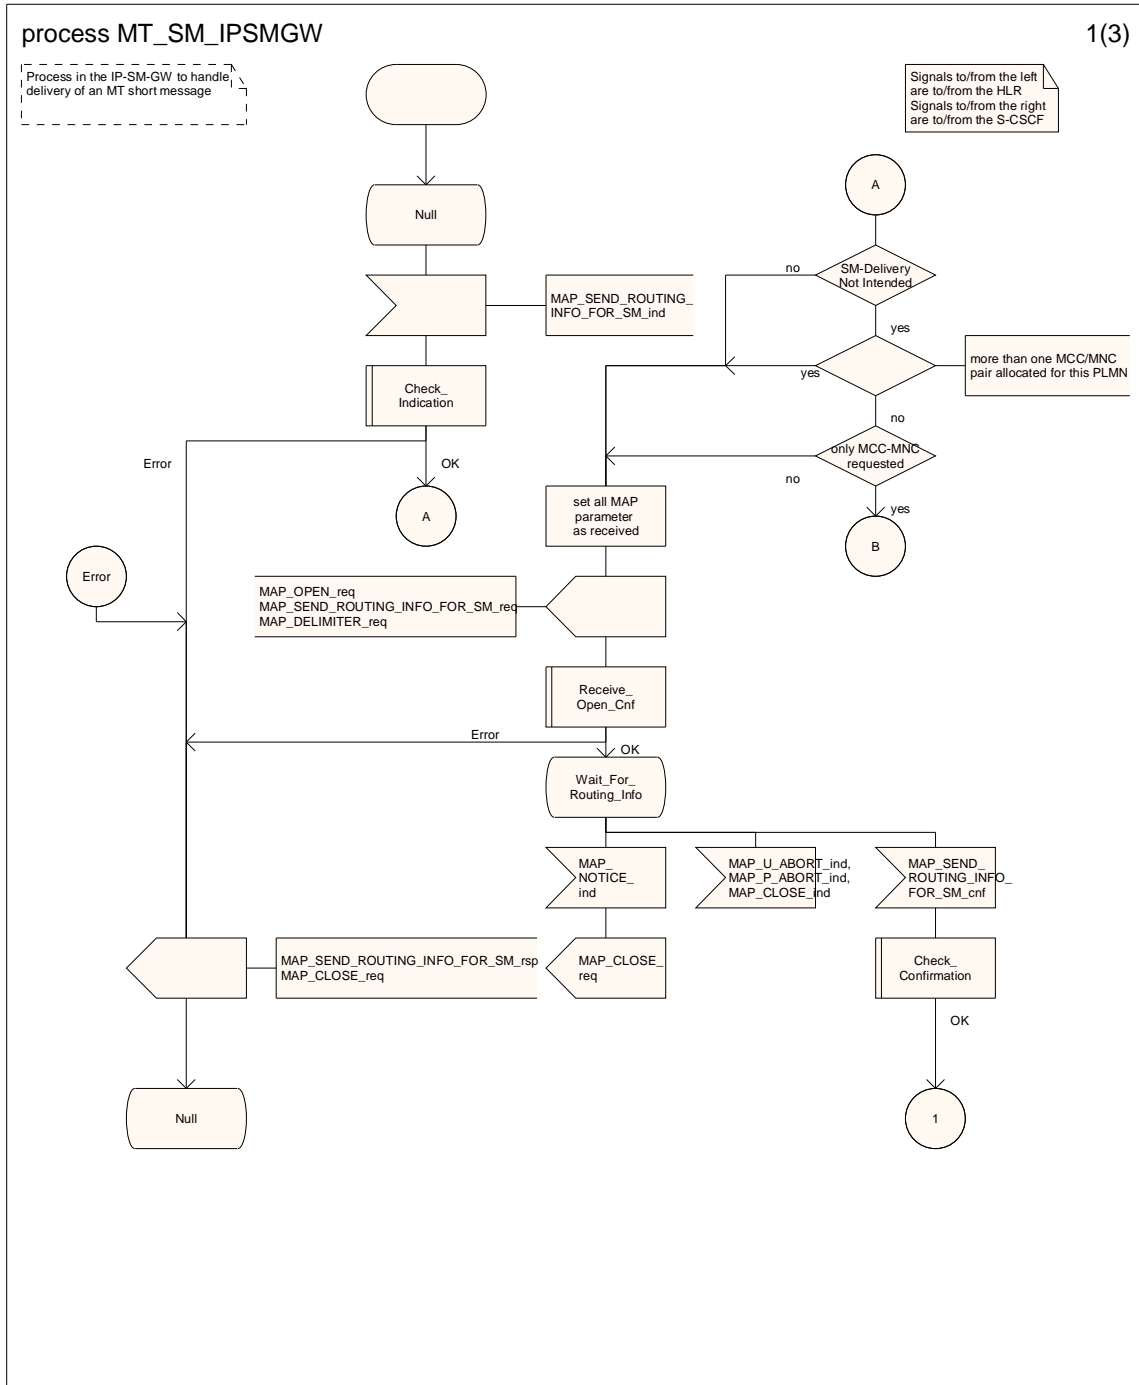 process MT_SM_IPSMGW
1(3)
Process in the IP-SM-GW to handle
delivery of an MT short message
Signals to/from the left
are to/from the HLR
Signals to/from the right
are to/from the S-CSCF
A
Null
SM-Delivery
Not Intended
no
yes
MAP_SEND_ROUTING_
INFO_FOR_SM_ind
more than one MCC/MNC
pair allocated for this PLMN
yes
no
Check_
Indication
Error
OK
only MCC-MNC
requested
no
yes
A
set all MAP
parameter
as received
B
Error
MAP_OPEN_req
MAP_SEND_ROUTING_INFO_FOR_SM_req
MAP_DELIMITER_req
Receive_
Open_Cnf
Error
OK
Wait_For_
Routing_Info
MAP_
NOTICE_
ind
MAP_U_ABORT_ind,
MAP_P_ABORT_ind,
MAP_CLOSE_ind
MAP_SEND_
ROUTING_INFO_
FOR_SM_cnf
MAP_SEND_ROUTING_INFO_FOR_SM_rsp
MAP_CLOSE_req
MAP_CLOSE_
req
Check_
Confirmation
OK
Null
1